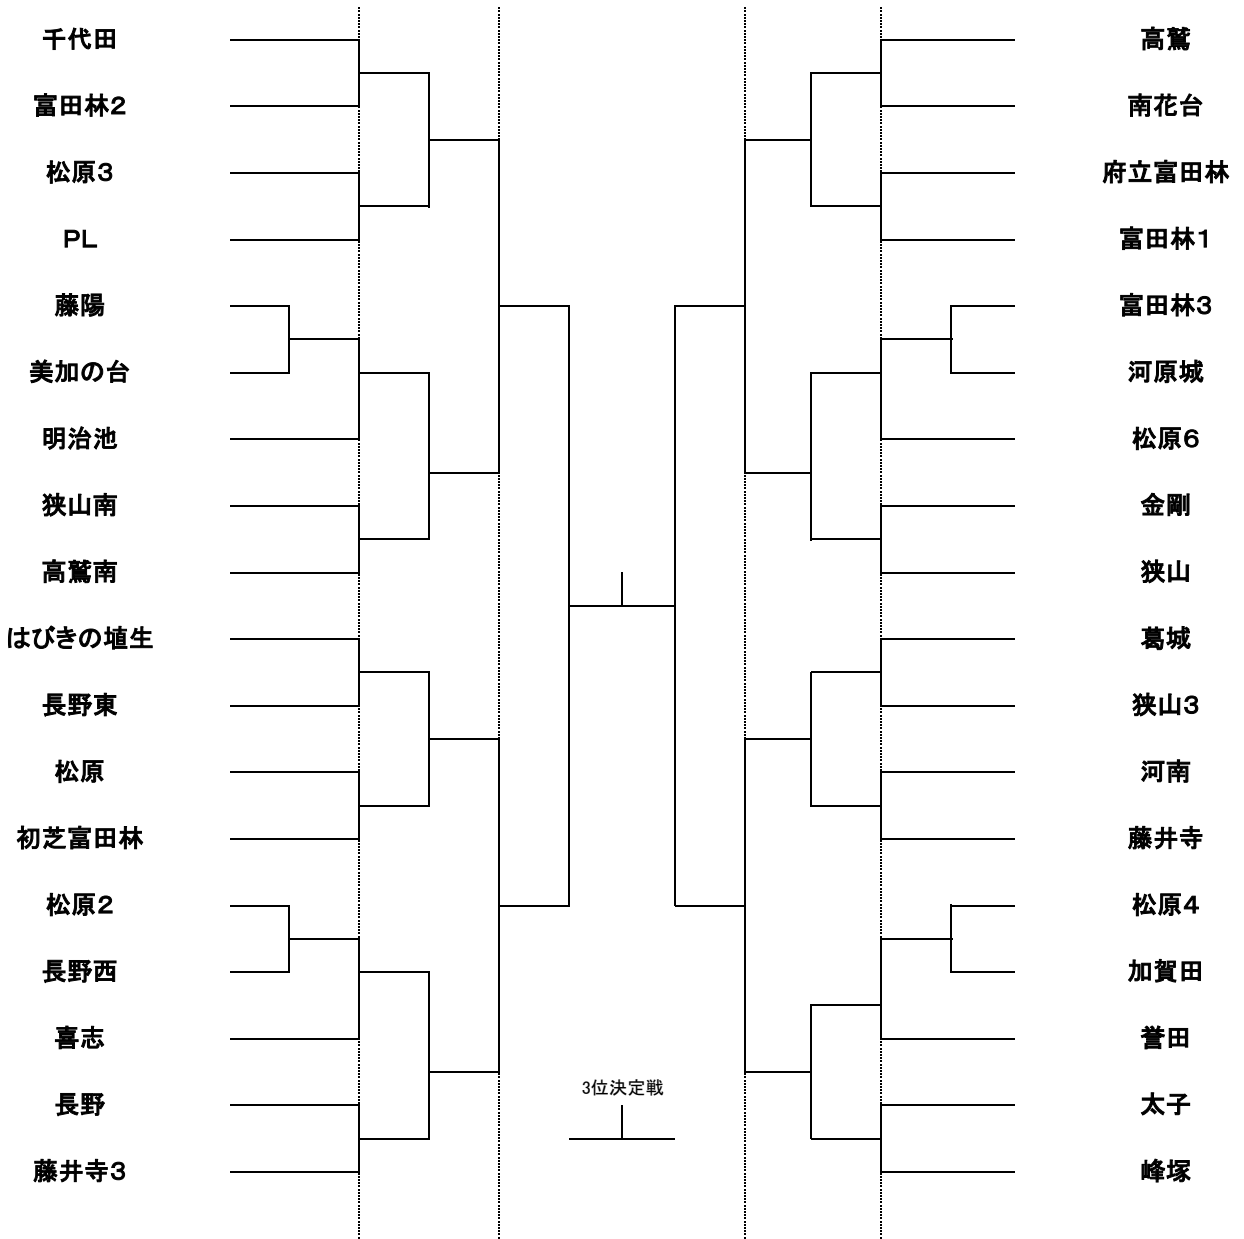 千代田
富田林2
松原3
PL
藤陽
美加の台
明治池
狭山南
高鷲南
はびきの埴生
長野東
松原
初芝富田林
松原2
長野西
喜志
長野
藤井寺3
3位決定戦
高鷲
南花台
府立富田林
富田林1
富田林3
河原城
松原6
金剛
狭山
葛城
狭山3
河南
藤井寺
松原4
加賀田
誉田
太子
峰塚